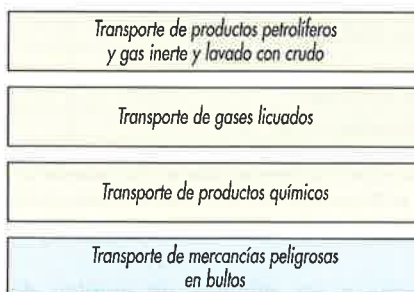 Transporte de productos petrolíferos
y gas inerte y lavado con crudo
Transporte de gases licuados
Transporte de productos químicos
Transporte de mercancías peligrosas
en bultos